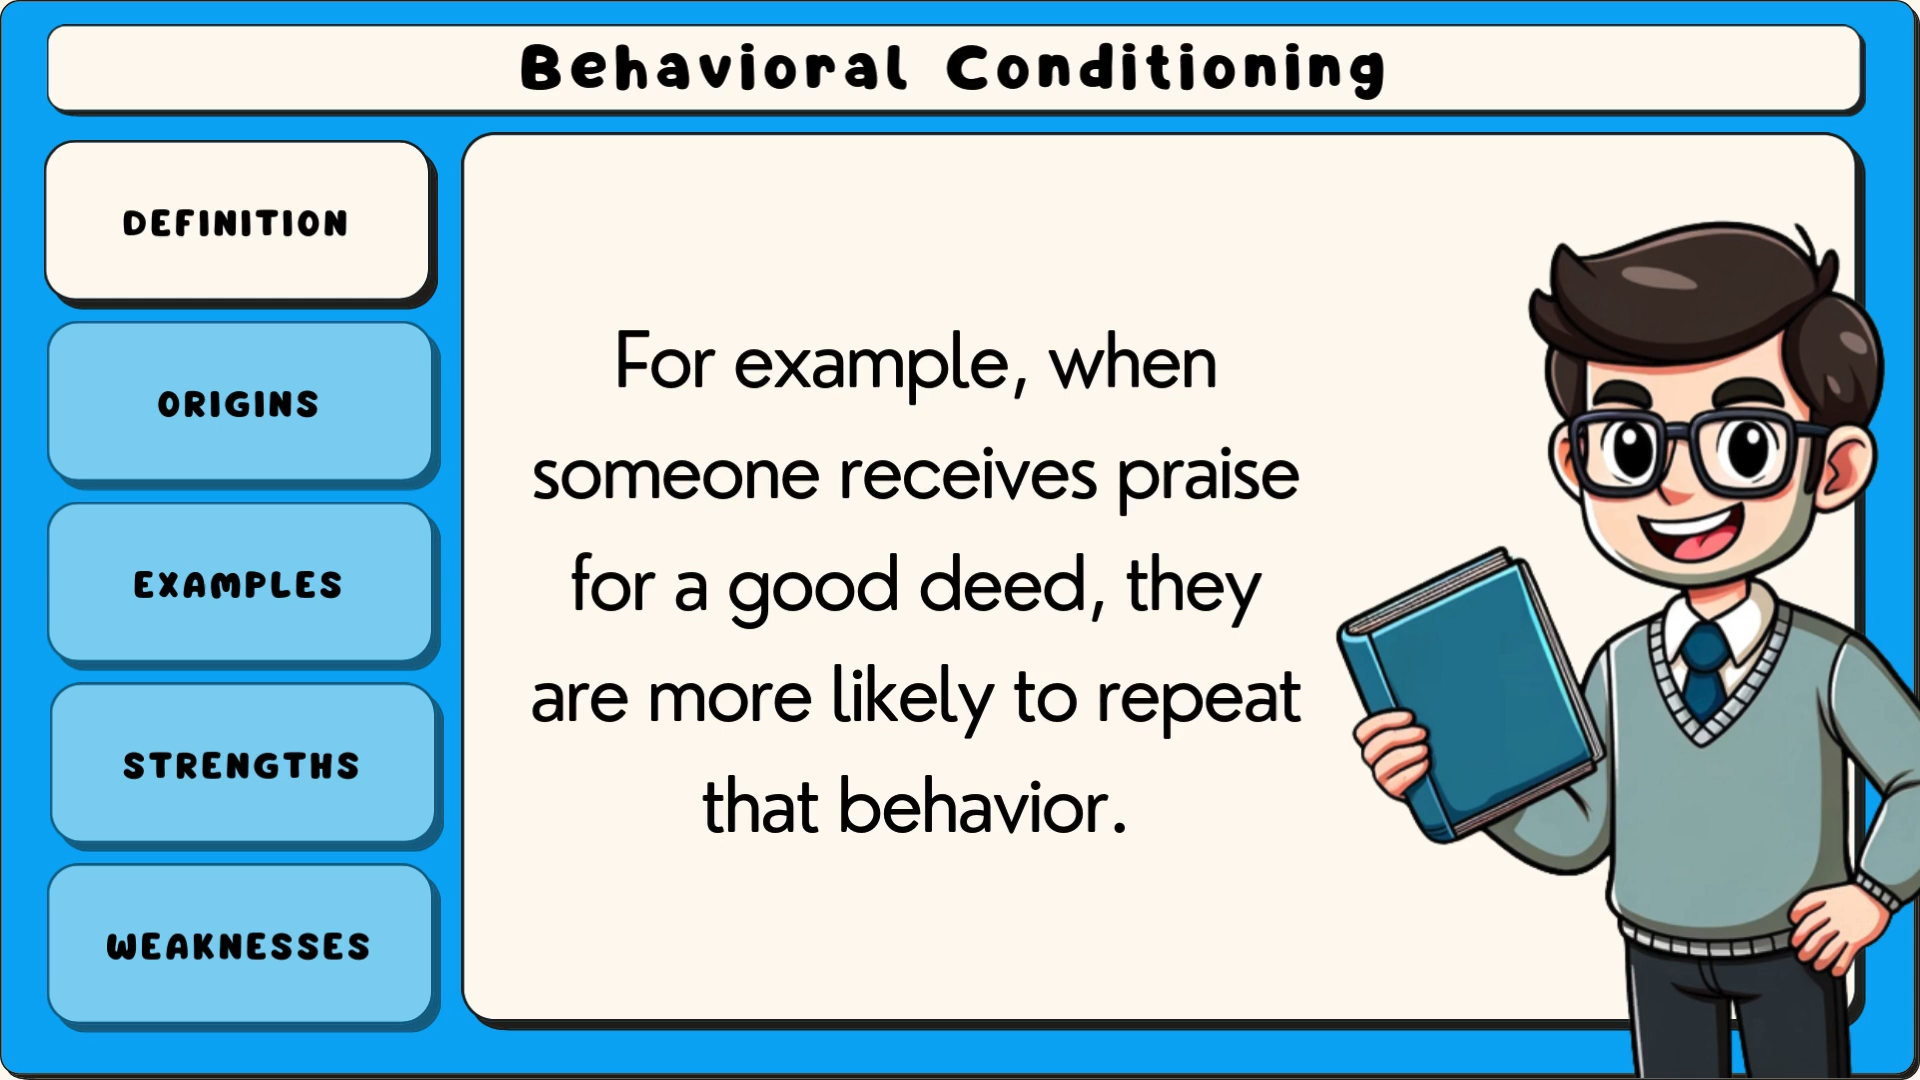 Behavioral Conditioning
DEFINITION
ORIGINS
EXAMPLES
STRENGTHS
WEAKNESSES
For example, when
someone receives praise
for a good deed, they
are more likely to repeat
that behavior.